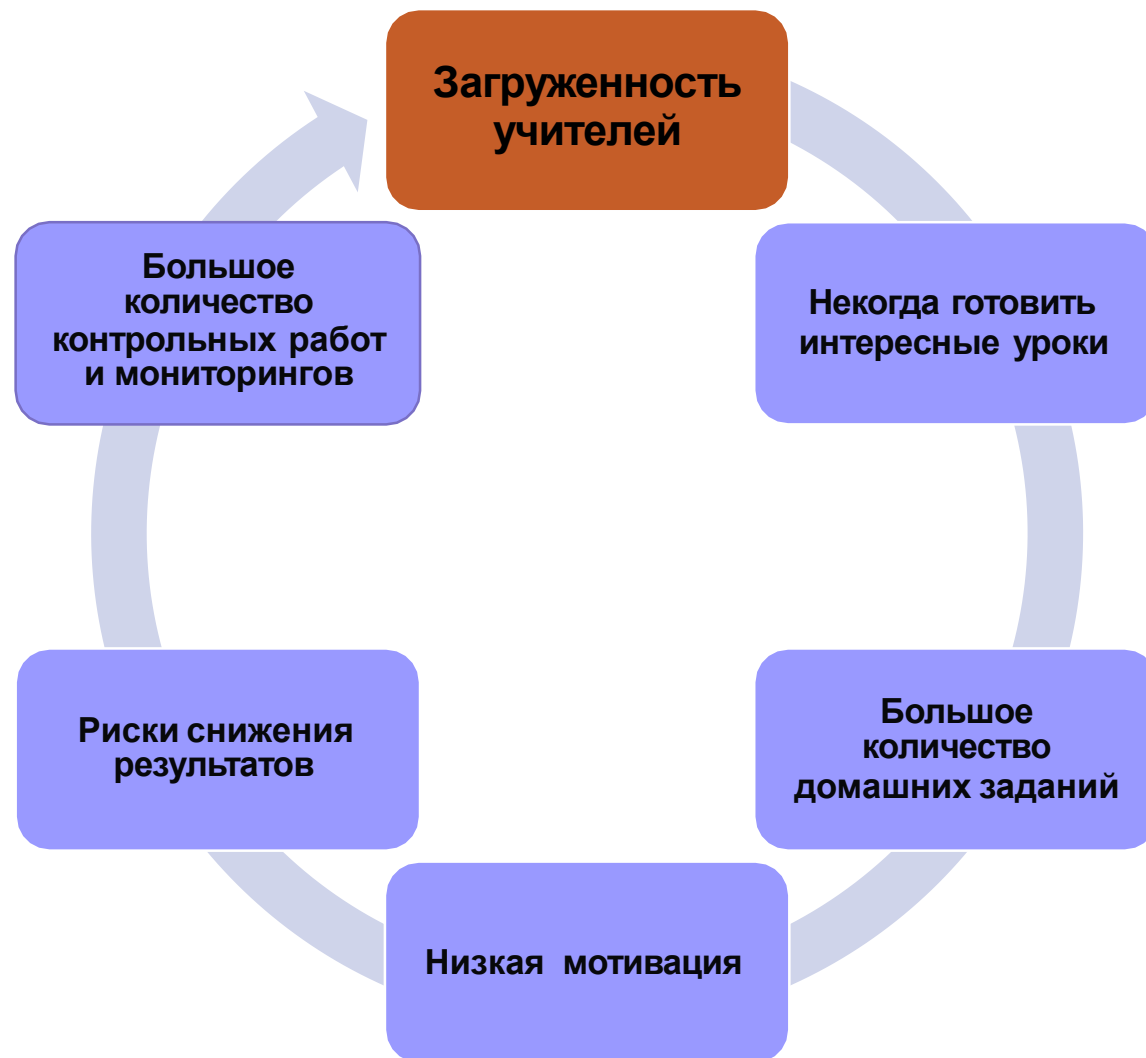 Загруженность
учителей
Некогда готовить
интересные уроки
Большое
количество
домашних заданий
Низкая мотивация
Риски снижения
результатов
Большое
количество
контрольных работ
и мониторингов